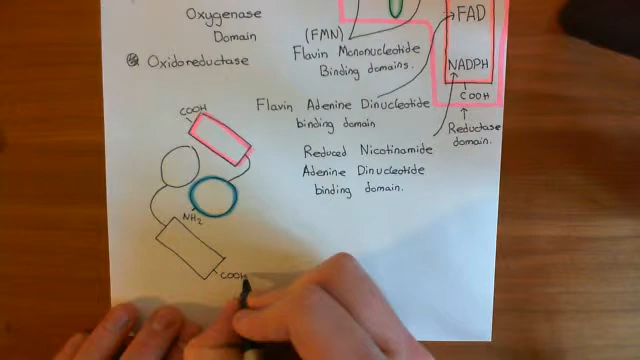 Oxygenase
Domain
Oxidoreductase
(FMN)
Flavin Mononucleotide
Binding domains.
FAD
NADPH
COOH
Reductase
domain.
Flavin Adenine Dinucleotide
binding domain
Reduced Nicotinamide
Adenine Dinucleotide
binding domain.
COOH
NH2
COOH